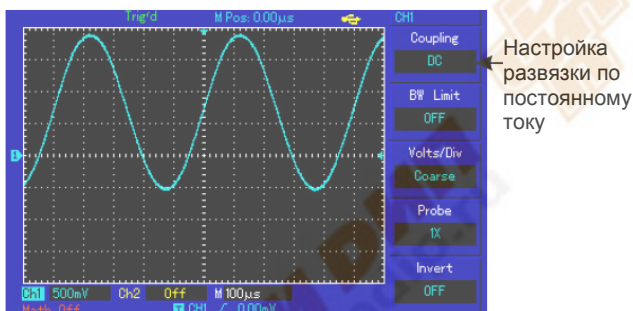 Trig'd M Pos: 0.00μs CH1
Coupling
DC
BW Limit
OFF
Volts/Div
Coarse
Probe
1X
Invert
OFF
1
Ch1 500mV Ch2 Off M 100μs
Math Off T CH1 / 0.00mV
Настройка
развязки по
постоянному
току